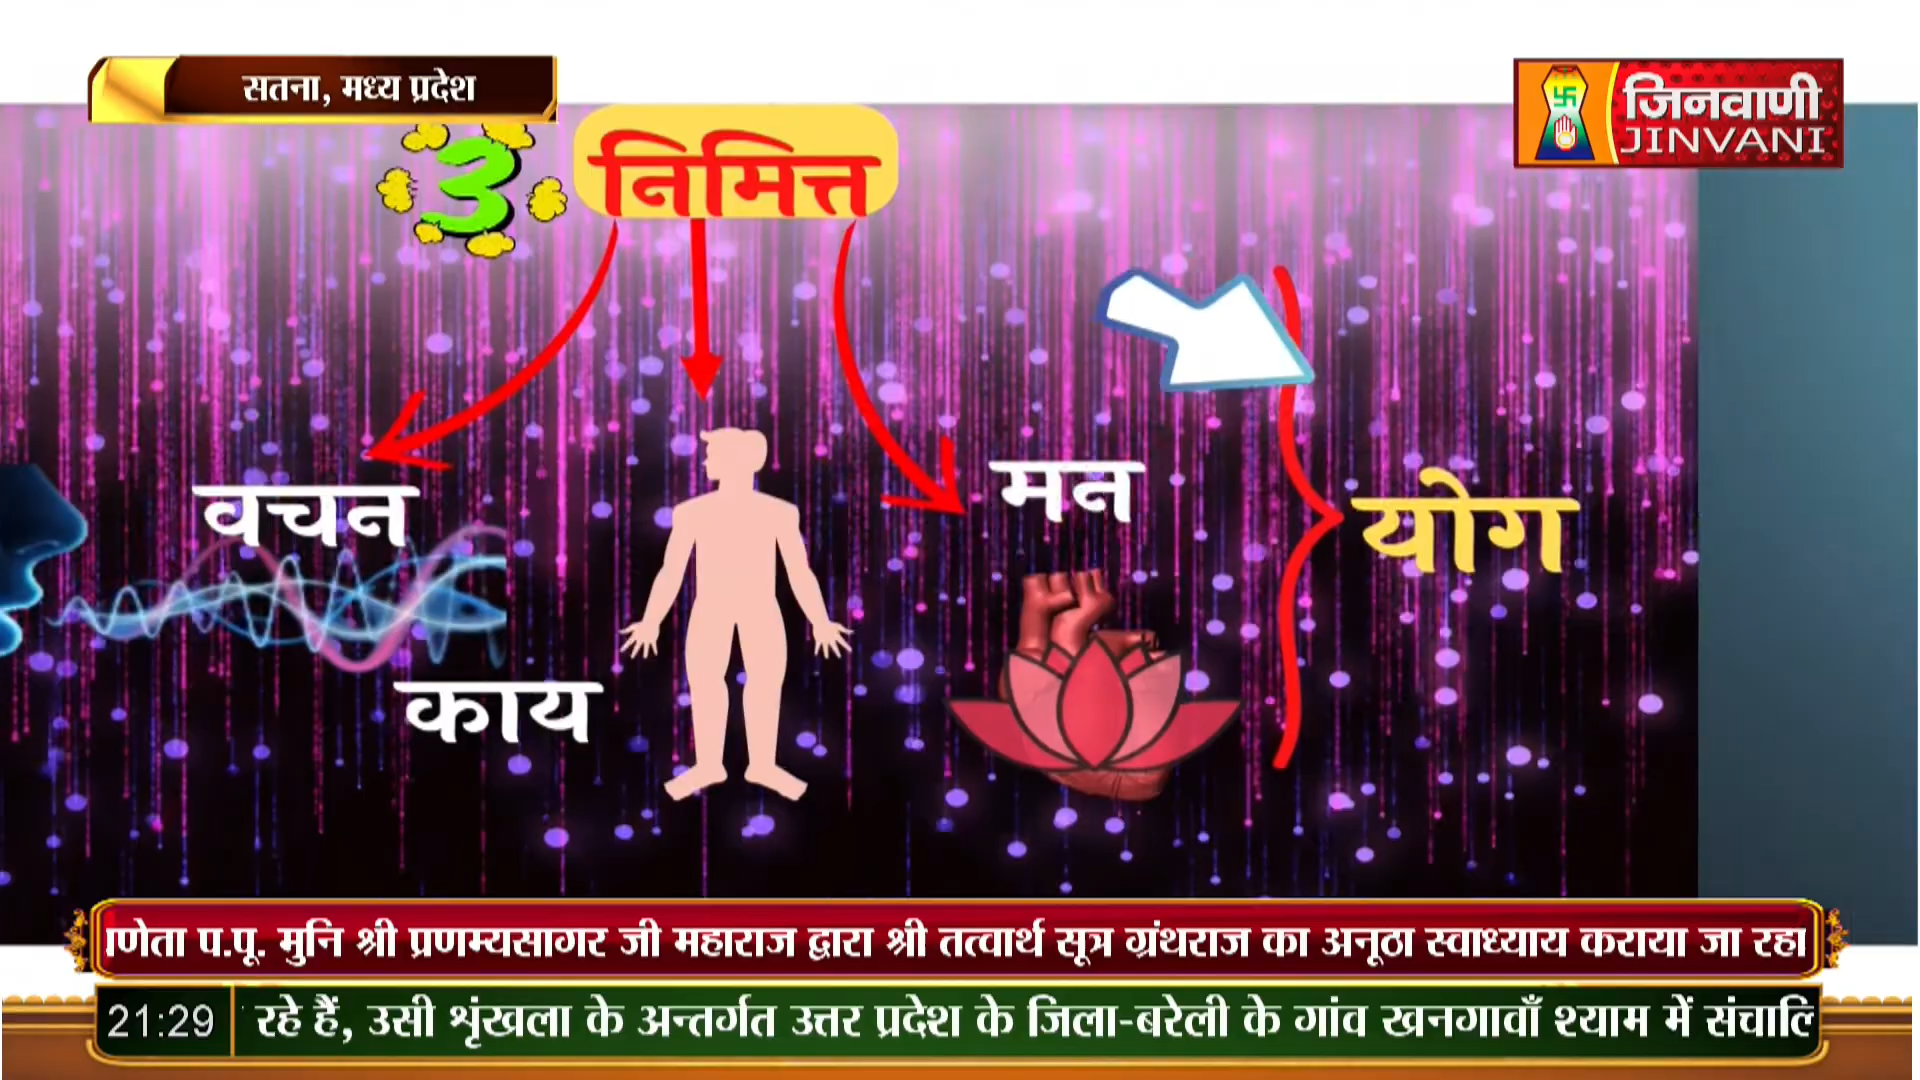 सतना, मध्य प्रदेश
जिनवाणी
JINVANI
3 निमित्त
वचन
मन
योग
काय
प.पू. मुनि श्री प्रणम्यसागर जी महाराज द्वारा श्री तत्वार्थ सूत्र ग्रंथराज का अनूठा स्वाध्याय कराया जा रहा
21:29 रहे हैं, उसी श्रृंखला के अन्तर्गत उत्तर प्रदेश के जिला-बरेली के गांव खनगावाँ श्याम में